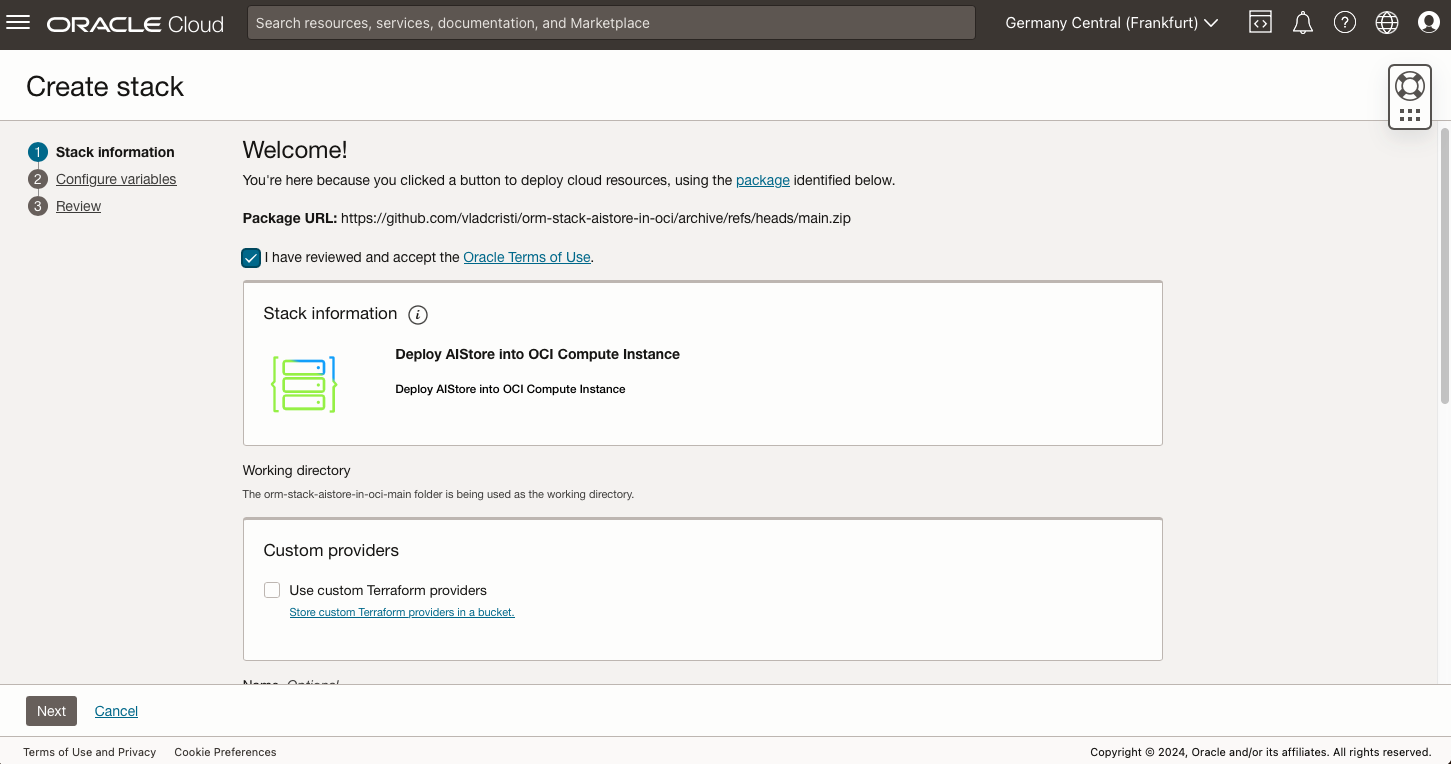 ORACLE Cloud
Search resources, services, documentation, and Marketplace
Germany Central (Frankfurt)
Create stack
1 Stack information
2 Configure variables
3 Review
Welcome!
You're here because you clicked a button to deploy cloud resources, using the package identified below.
Package URL: https://github.com/vladcristi/orm-stack-aistore-in-oci/archive/refs/heads/main.zip
I have reviewed and accept the Oracle Terms of Use.
Stack information i
Deploy AIStore into OCI Compute Instance
Deploy AIStore into OCI Compute Instance
Working directory
The orm-stack-aistore-in-oci-main folder is being used as the working directory.
Custom providers
Use custom Terraform providers
Store custom Terraform providers in a bucket.
Name Optional
Next Cancel
Terms of Use and Privacy Cookie Preferences
Copyright © 2024, Oracle and/or its affiliates. All rights reserved.